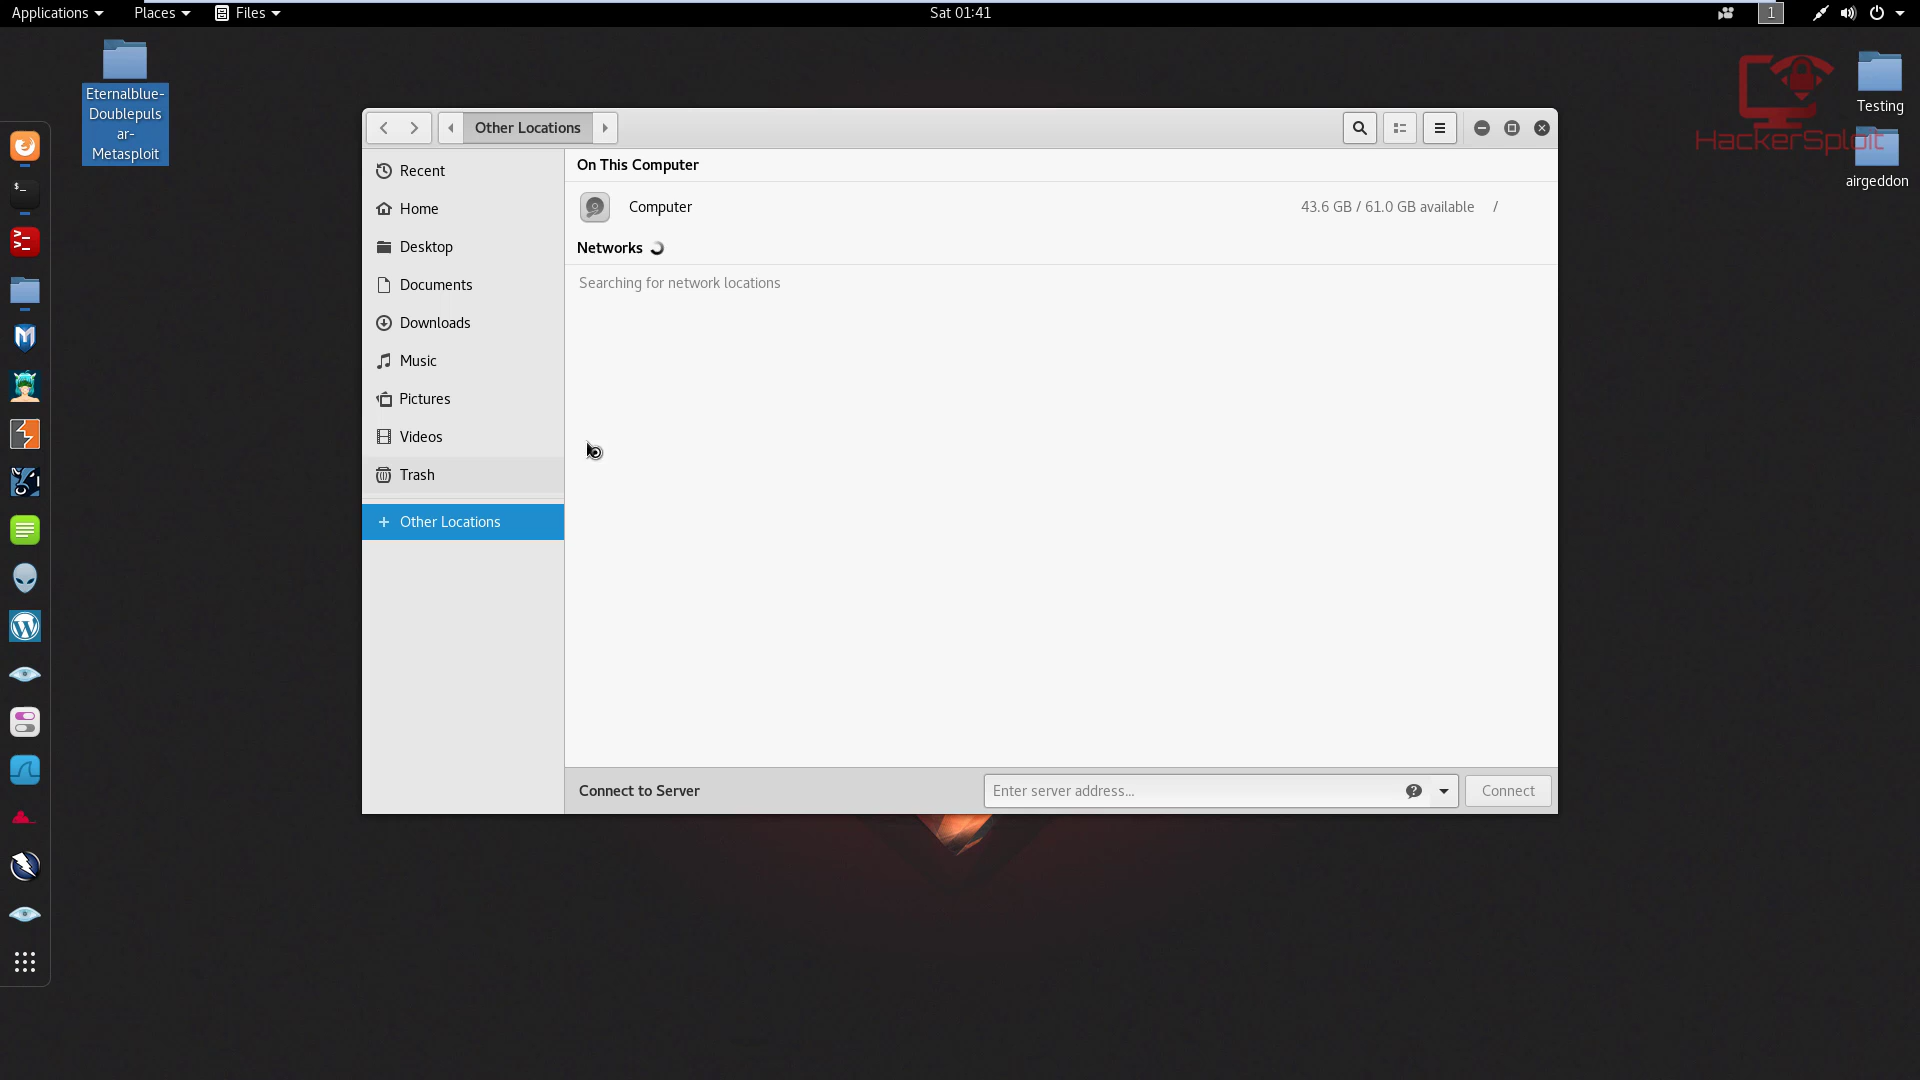 Applications
Places
Files
Sat 01:41
1
Eternalblue-
Doublepuls
ar-
Metasploit
Testing
HackerSploit
airgeddon
Other Locations
Recent
Home
Desktop
Documents
Downloads
Music
Pictures
Videos
Trash
+ Other Locations
On This Computer
Computer 43.6 GB / 61.0 GB available /
Networks
Searching for network locations
Connect to Server
Enter server address...
Connect